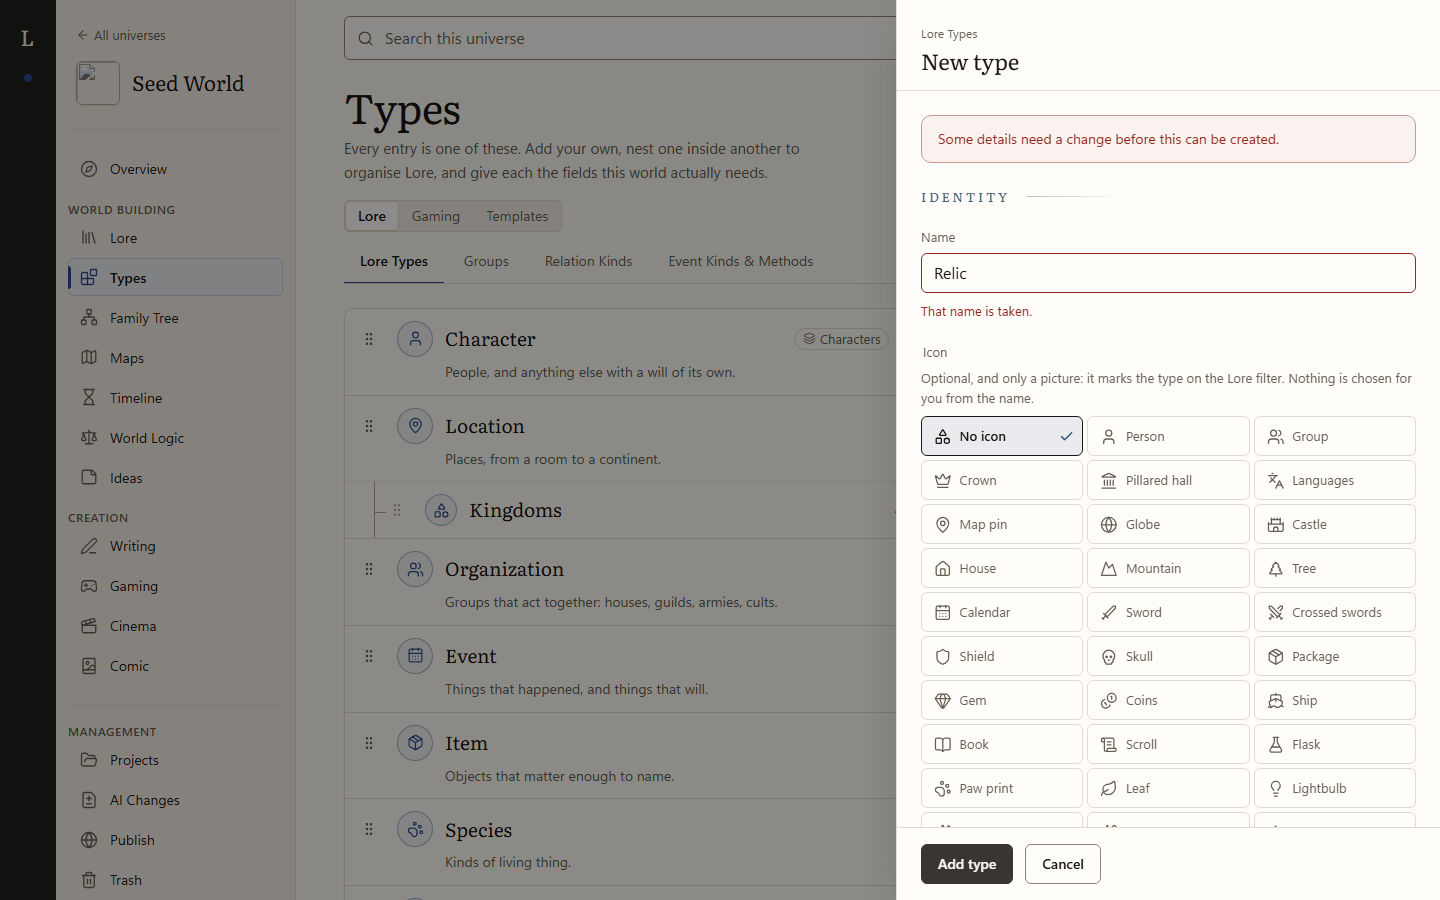 L
All universes
Seed World
Overview
WORLD BUILDING
Lore
Types
Family Tree
Maps
Timeline
World Logic
Ideas
CREATION
Writing
Gaming
Cinema
Comic
MANAGEMENT
Projects
AI Changes
Publish
Trash
Search this universe
Types
Every entry is one of these. Add your own, nest one inside another to
organise Lore, and give each the fields this world actually needs.
Lore Gaming Templates
Lore Types Groups Relation Kinds Event Kinds & Methods
Character
Characters
People, and anything else with a will of its own.
Location
Places, from a room to a continent.
Kingdoms
Organization
Groups that act together: houses, guilds, armies, cults.
Event
Things that happened, and things that will.
Item
Objects that matter enough to name.
Species
Kinds of living thing.
Lore Types
New type
Some details need a change before this can be created.
IDENTITY
Name
Relic
That name is taken.
Icon
Optional, and only a picture: it marks the type on the Lore filter. Nothing is chosen for
you from the name.
No icon Person Group
Crown Pillared hall Languages
Map pin Globe Castle
House Mountain Tree
Calendar Sword Crossed swords
Shield Skull Package
Gem Coins Ship
Book Scroll Flask
Paw print Leaf Lightbulb
Add type Cancel